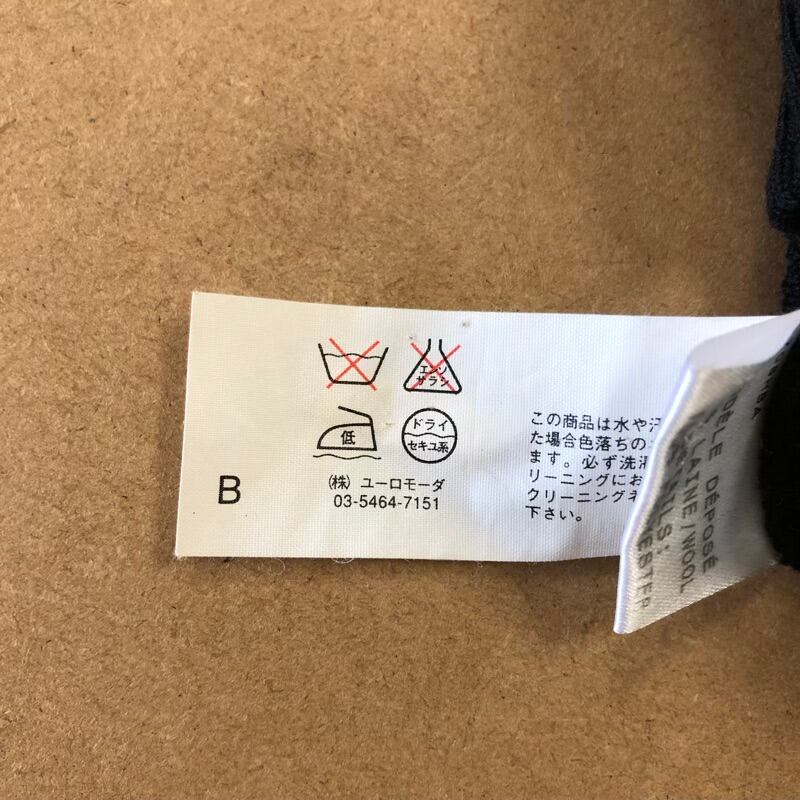 エンソ
サラシ
低
ドライ
セキユ系
B
(株) ユーロモーダ
03-5464-7151
この商品は水や汗
た場合色落ちの
ます。必ず洗濯
リーニングにお
クリーニング
下さい。
DÉPOSÉ
LAINE/WOOL